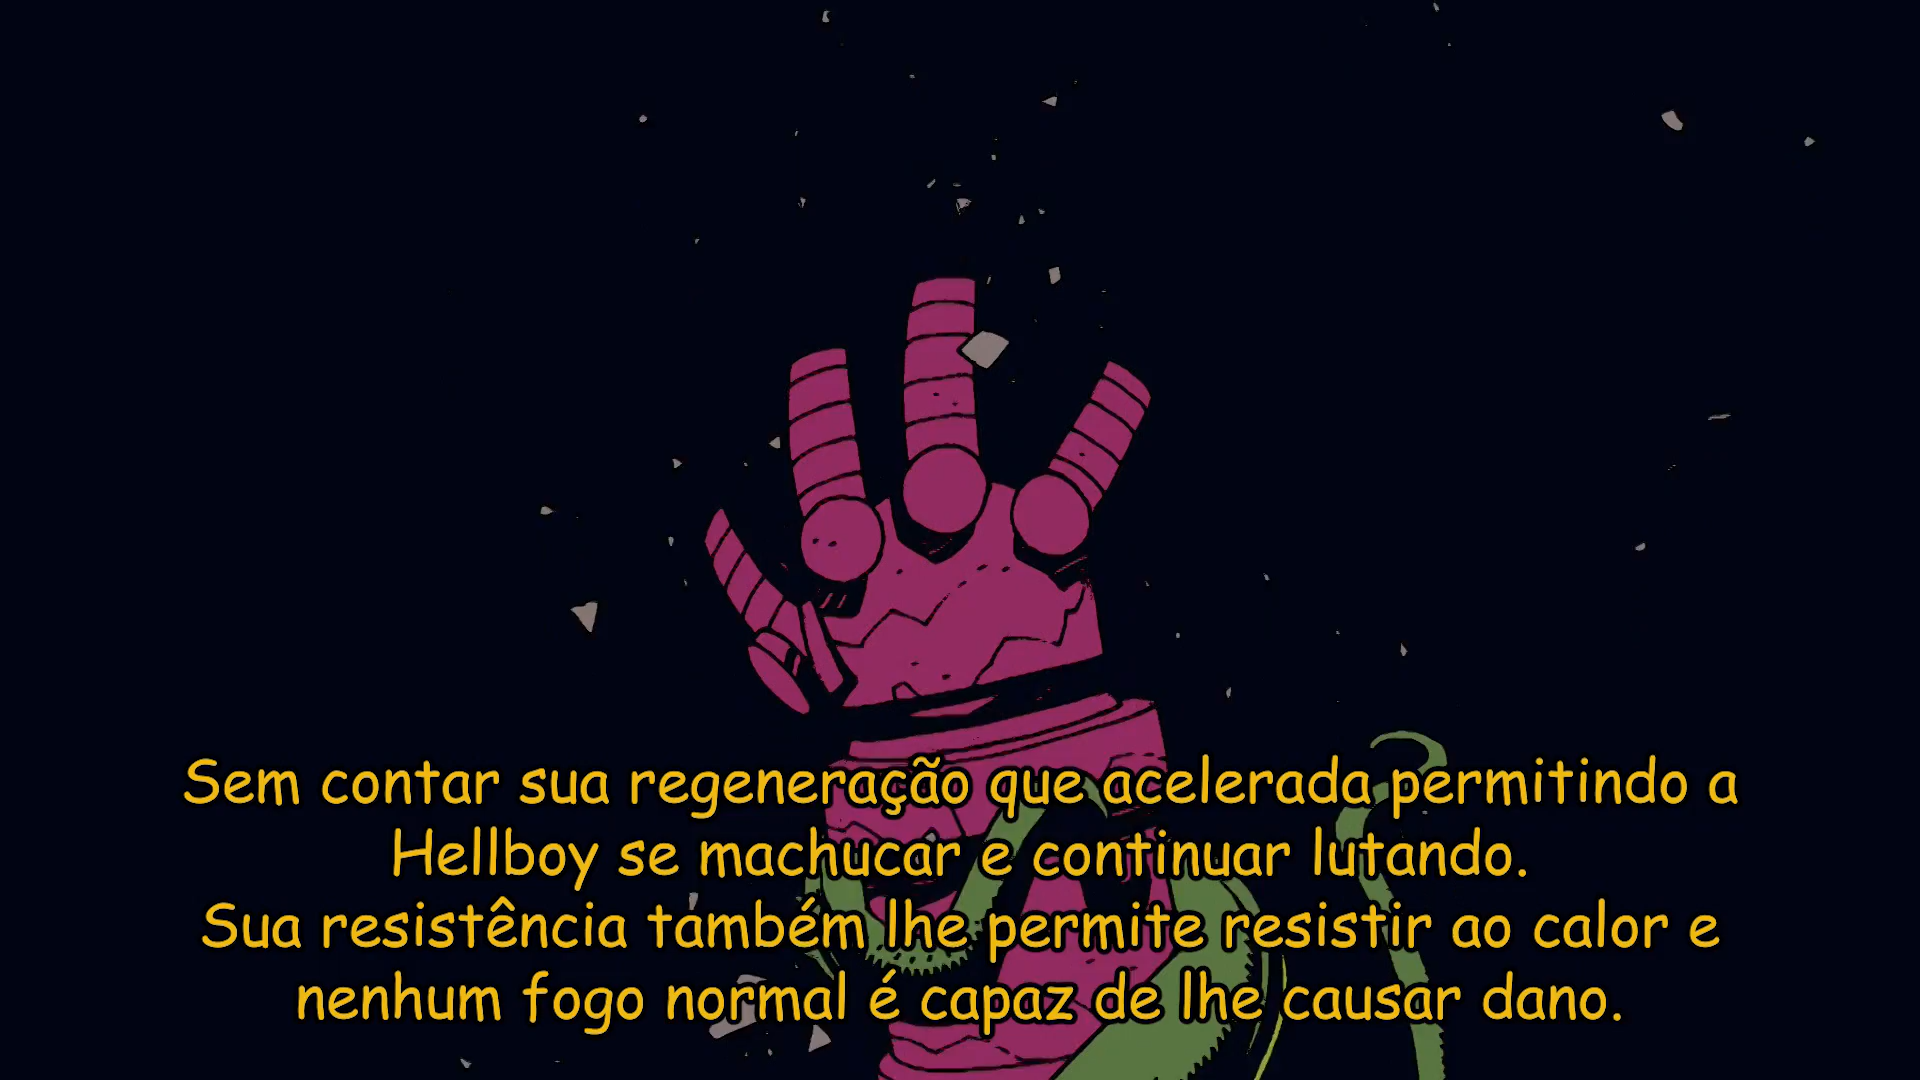 Sem contar sua regeneração que acelerada permitindo a
Hellboy se machucar e continuar lutando.
Sua resistência também lhe permite resistir ao calor e
nenhum fogo normal é capaz de lhe causar dano.